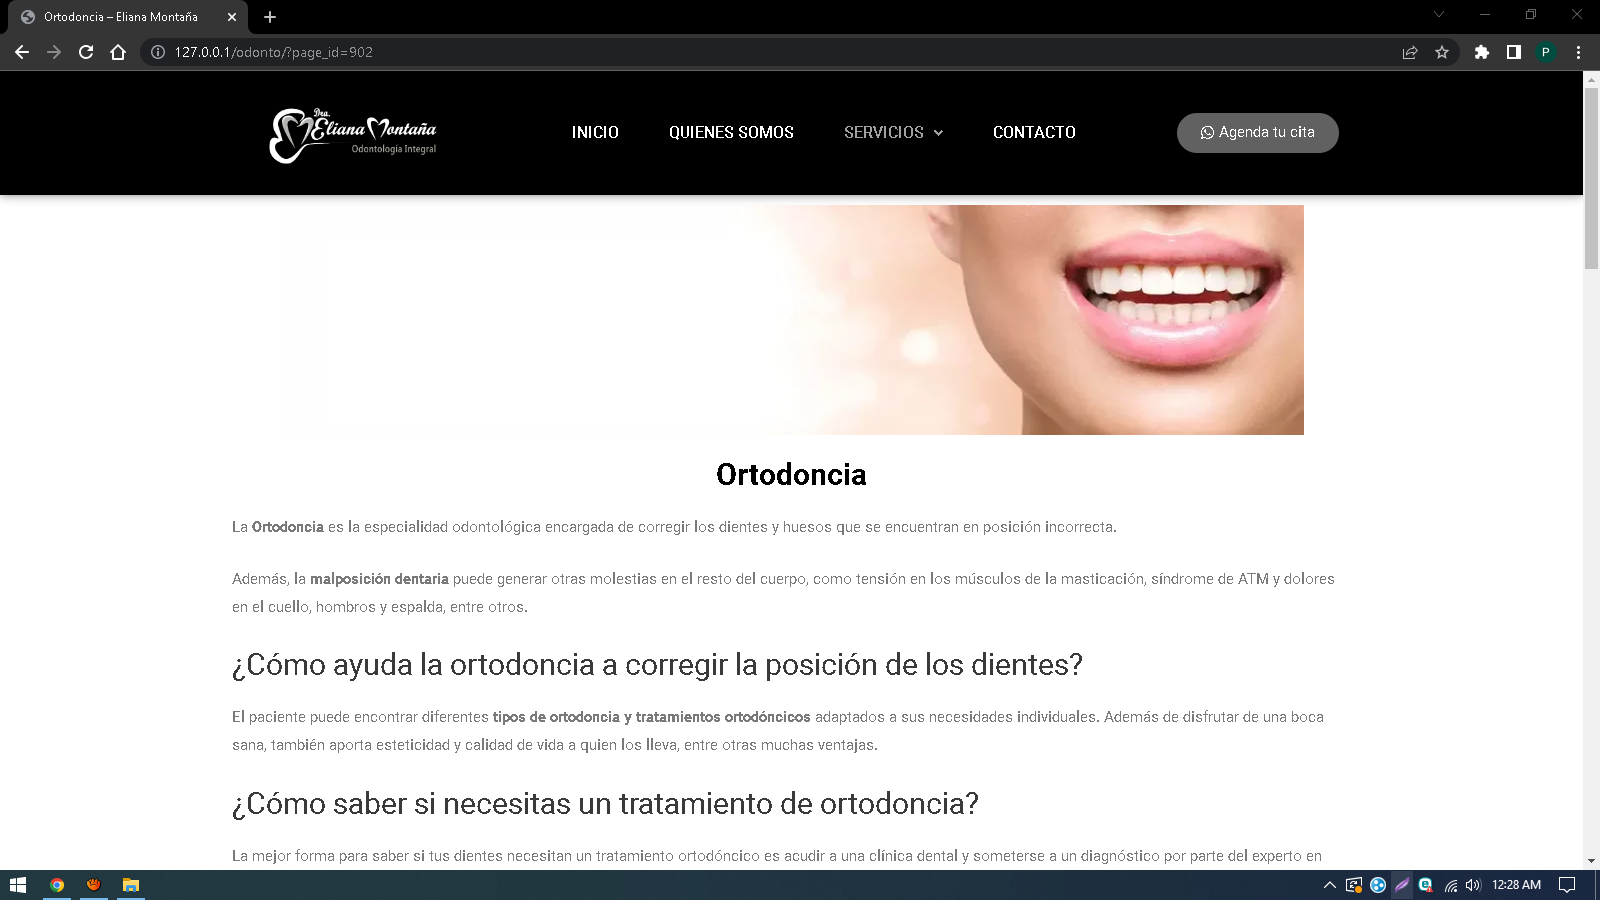 Ortodoncia – Eliana Montaña
127.0.0.1/odonto/?page_id=902
P
Dra.
Eliana Montaña
Odontología Integral
INICIO
QUIENES SOMOS
SERVICIOS
CONTACTO
Agenda tu cita
Ortodoncia
La Ortodoncia es la especialidad odontológica encargada de corregir los dientes y huesos que se encuentran en posición incorrecta.
Además, la malposición dentaria puede generar otras molestias en el resto del cuerpo, como tensión en los músculos de la masticación, síndrome de ATM y dolores
en el cuello, hombros y espalda, entre otros.
¿Cómo ayuda la ortodoncia a corregir la posición de los dientes?
El paciente puede encontrar diferentes tipos de ortodoncia y tratamientos ortodóncicos adaptados a sus necesidades individuales. Además de disfrutar de una boca
sana, también aporta esteticidad y calidad de vida a quien los lleva, entre otras muchas ventajas.
¿Cómo saber si necesitas un tratamiento de ortodoncia?
La mejor forma para saber si tus dientes necesitan un tratamiento ortodóncico es acudir a una clínica dental y someterse a un diagnóstico por parte del experto en
12:28 AM